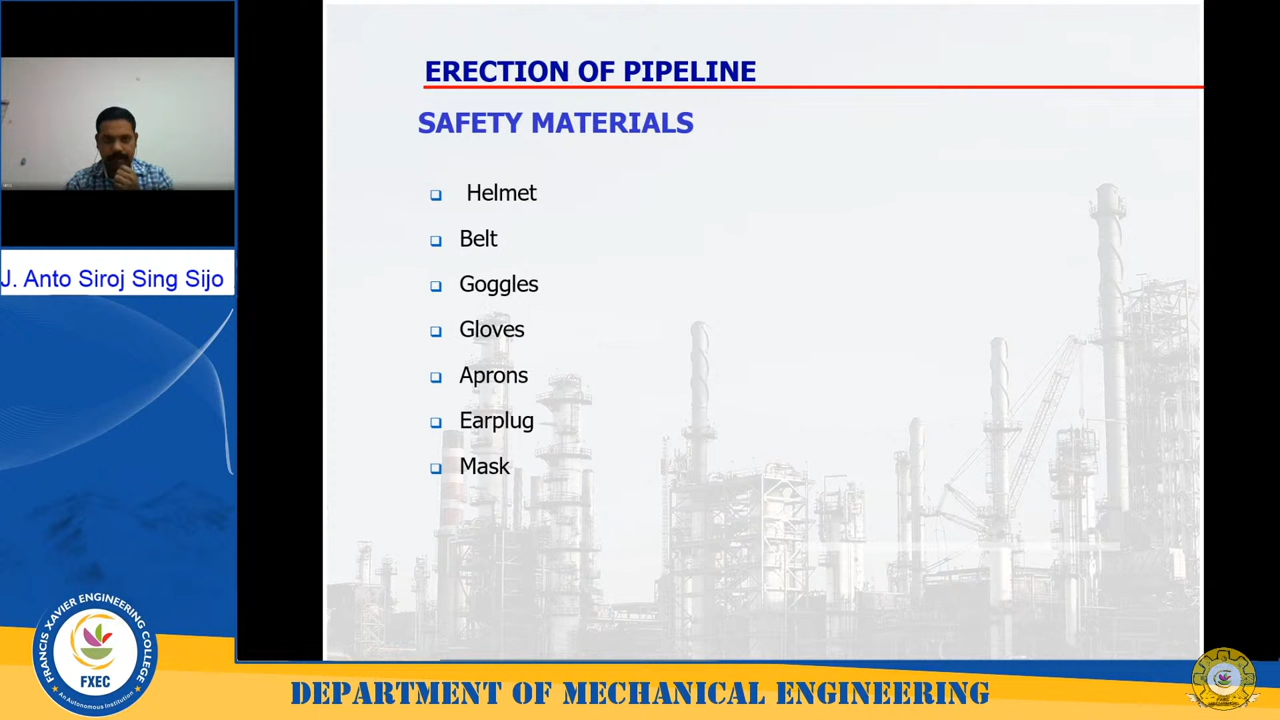 ERECTION OF PIPELINE
SAFETY MATERIALS
Helmet
Belt
Goggles
Gloves
Aprons
Earplug
Mask
J. Anto Siroj Sing Sijo
FRANCIS XAVIER ENGINEERING COLLEGE
FXEC
An Autonomous Institution
DEPARTMENT OF MECHANICAL ENGINEERING